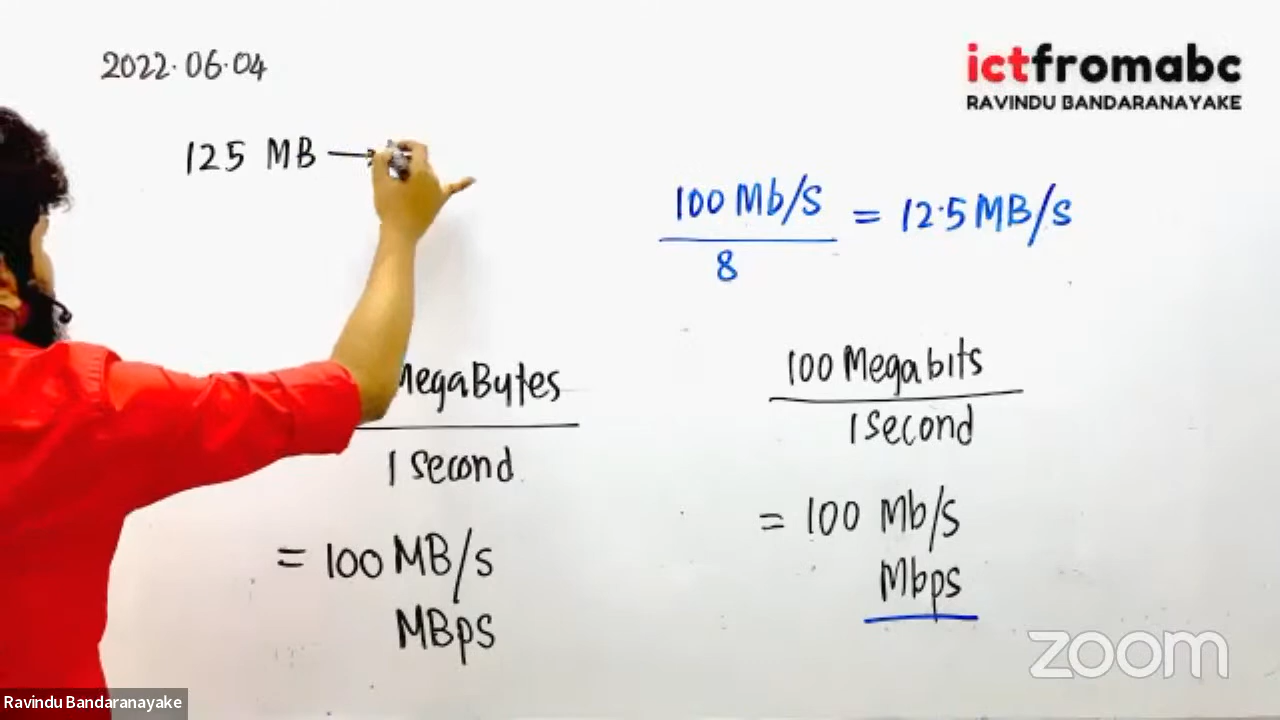 2022.06.04
ictfromabc
RAVINDU BANDARANAYAKE
125 MB →
100 Mb/s
8
= 12.5 MB/s
MegaBytes
1 second
= 100 MB/s
MBps
100 Megabits
1 second
= 100 Mb/s
Mbps
zoom
Ravindu Bandaranayake